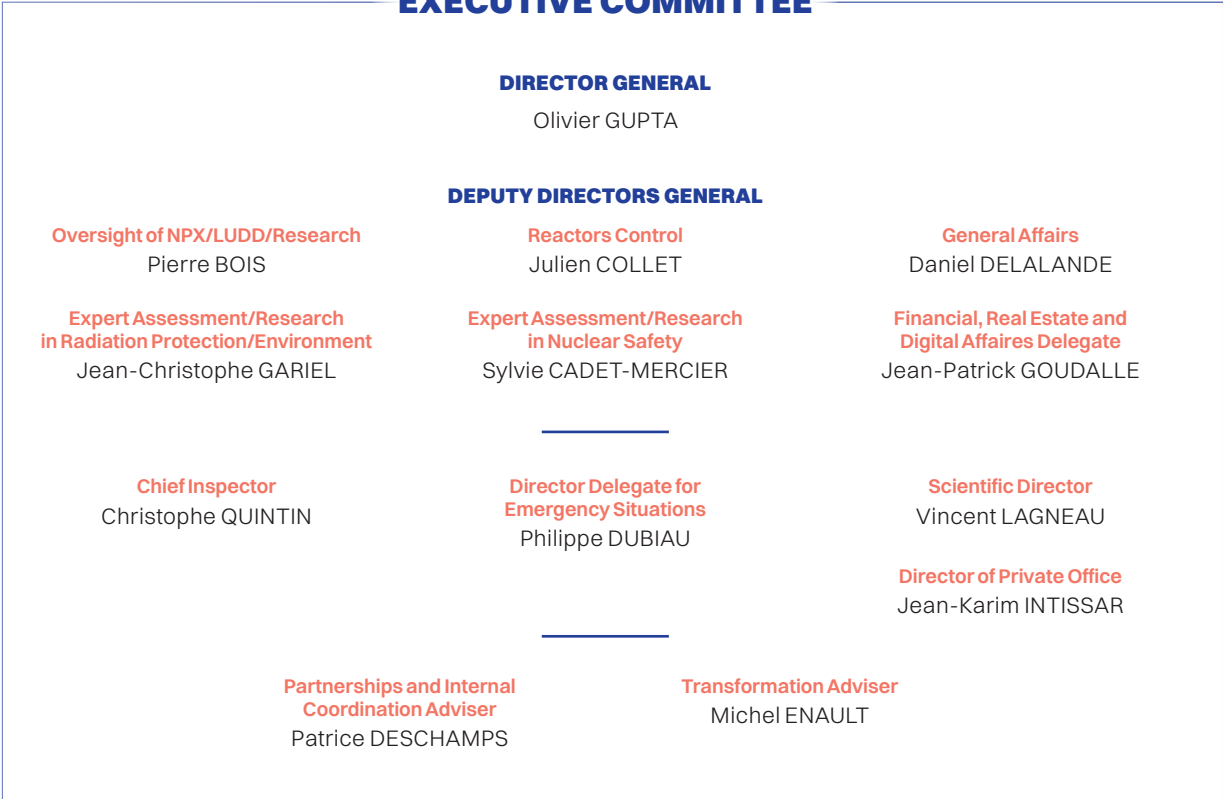 EXECUTIVE COMMITTEE
DIRECTOR GENERAL
Olivier GUPTA
DEPUTY DIRECTORS GENERAL
Oversight of NPX/LUDD/Research
Pierre BOIS
Reactors Control
Julien COLLET
General Affairs
Daniel DELALANDE
Expert Assessment/Research
in Radiation Protection/Environment
Jean-Christophe GARIEL
Expert Assessment/Research
in Nuclear Safety
Sylvie CADET-MERCIER
Financial, Real Estate and
Digital Affaires Delegate
Jean-Patrick GOUDALLE
Chief Inspector
Christophe QUINTIN
Director Delegate for
Emergency Situations
Philippe DUBIAU
Scientific Director
Vincent LAGNEAU
Director of Private Office
Jean-Karim INTISSAR
Partnerships and Internal
Coordination Adviser
Patrice DESCHAMPS
Transformation Adviser
Michel ENAULT